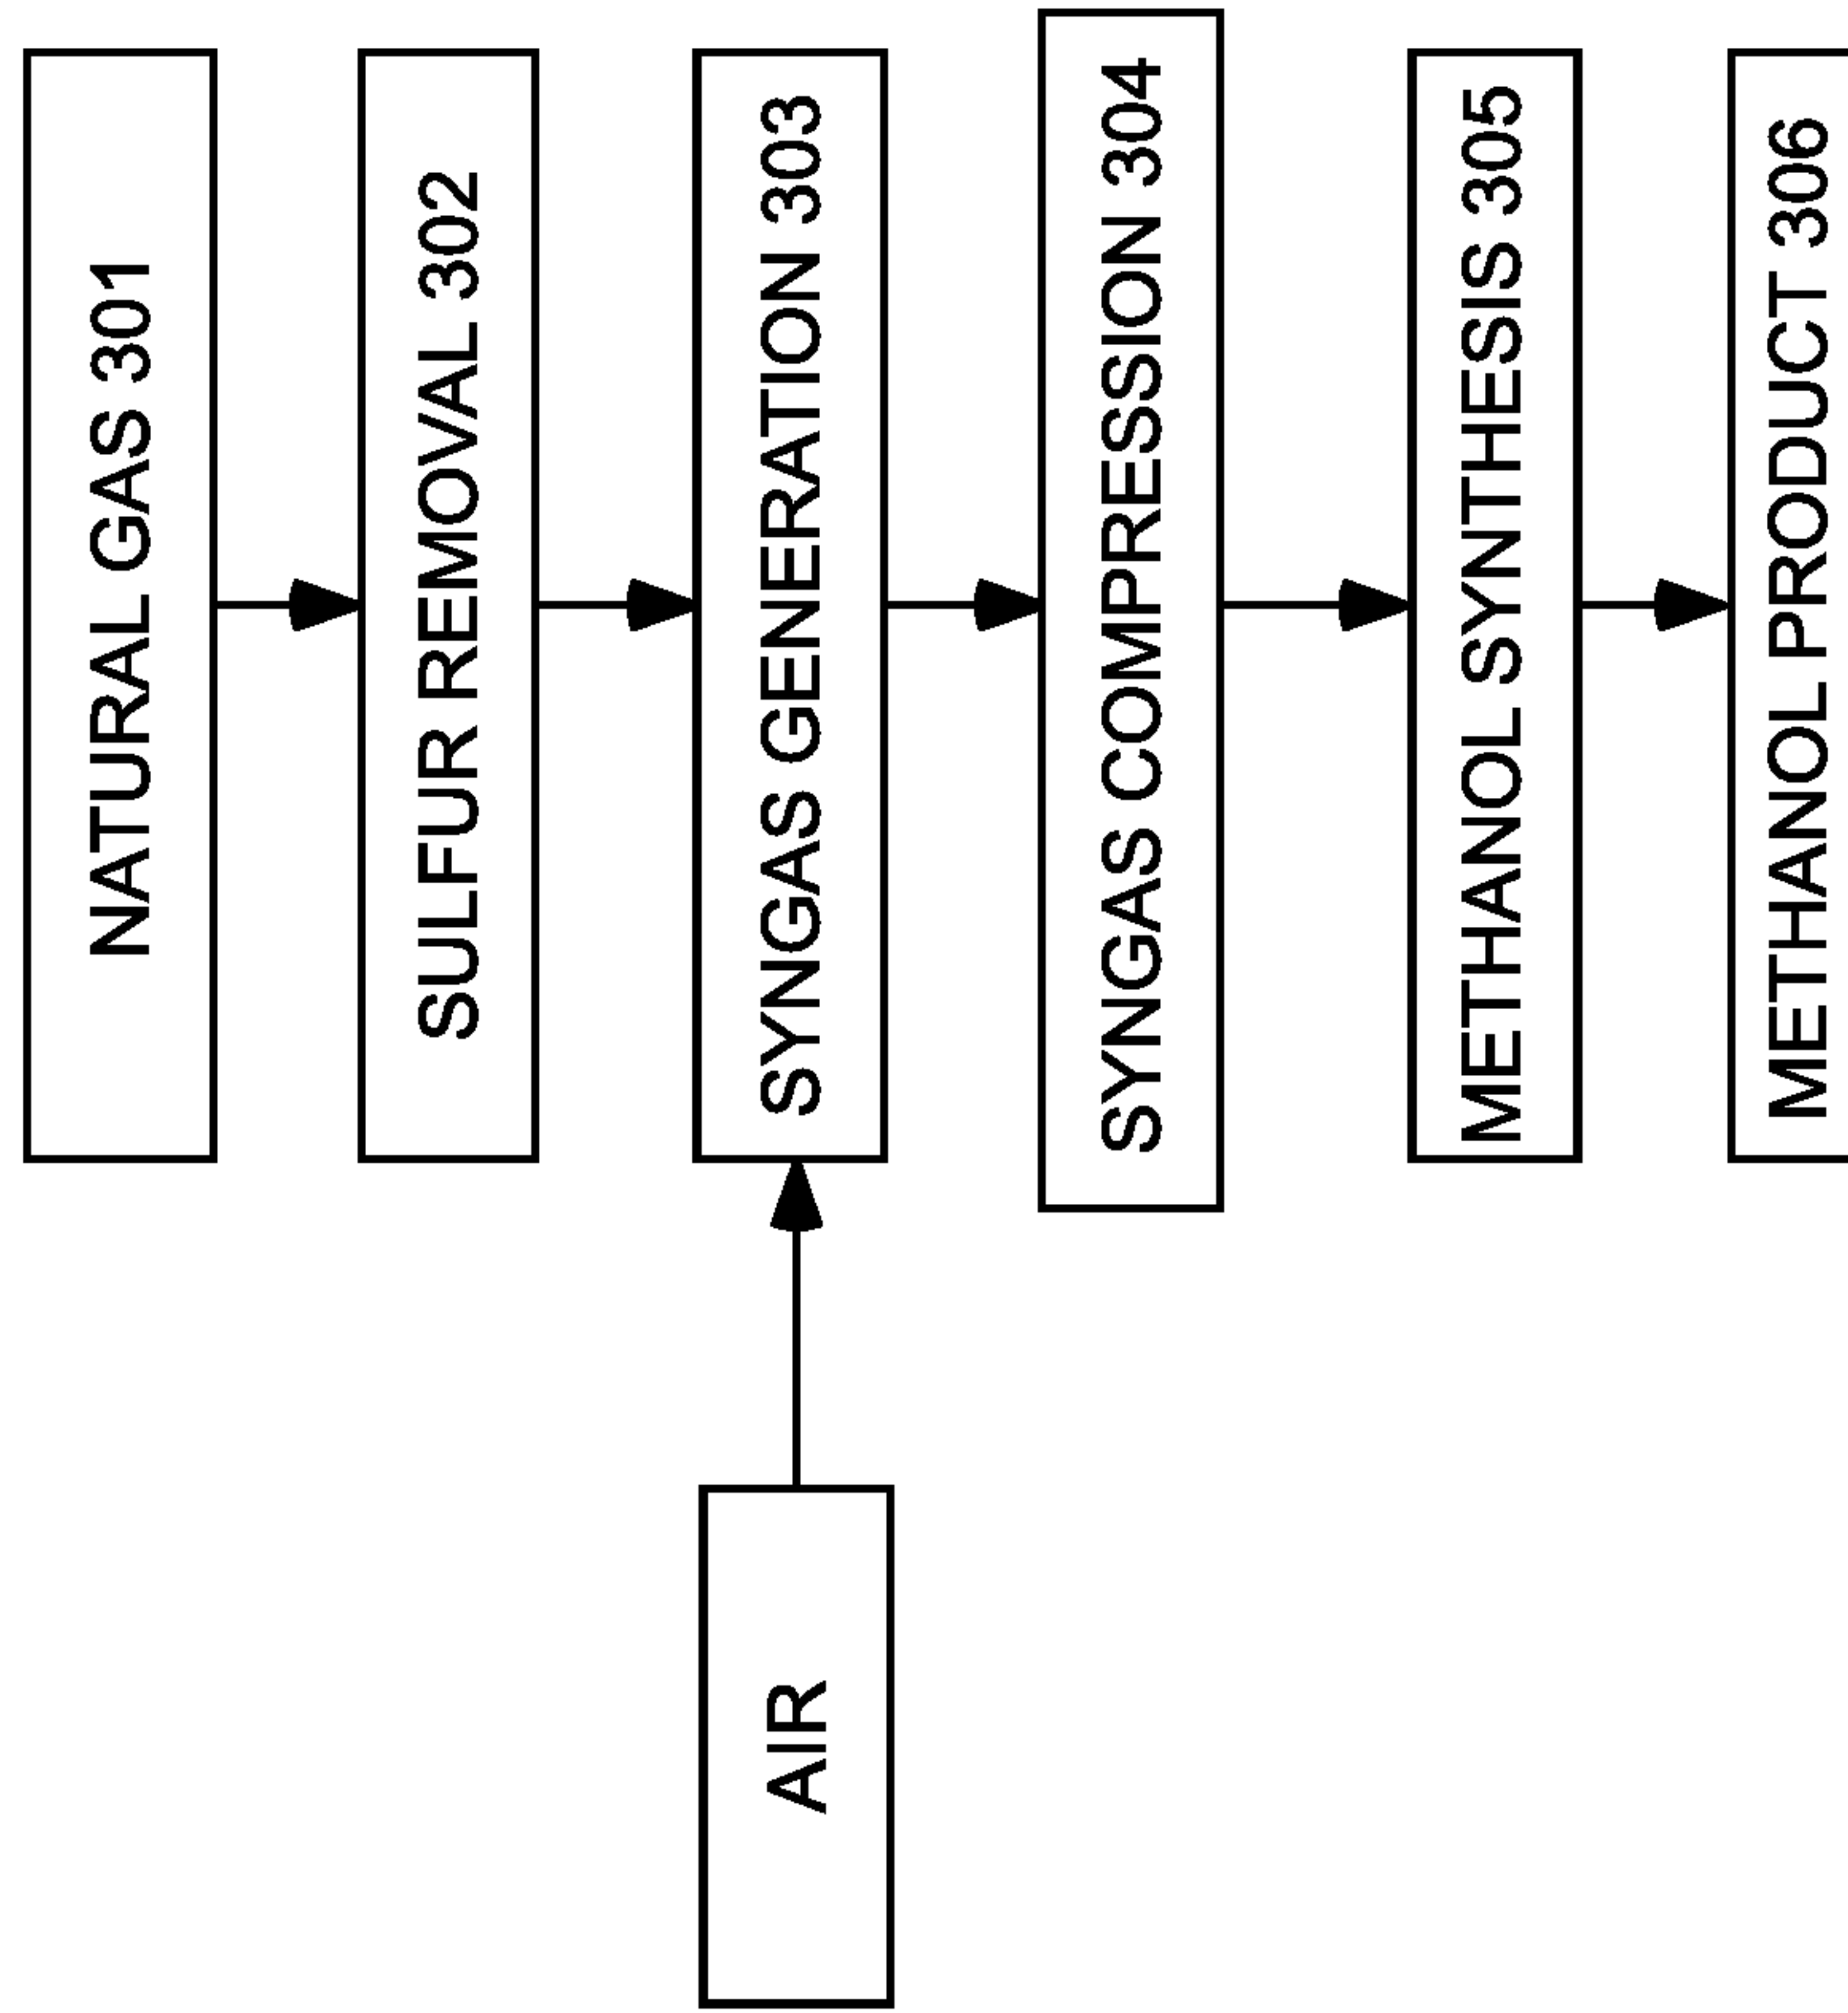 NATURAL GAS 301
SULFUR REMOVAL 302
AIR
SYNGAS GENERATION 303
SYNGAS COMPRESSION 304
METHANOL SYNTHESIS 305
METHANOL PRODUCT 306